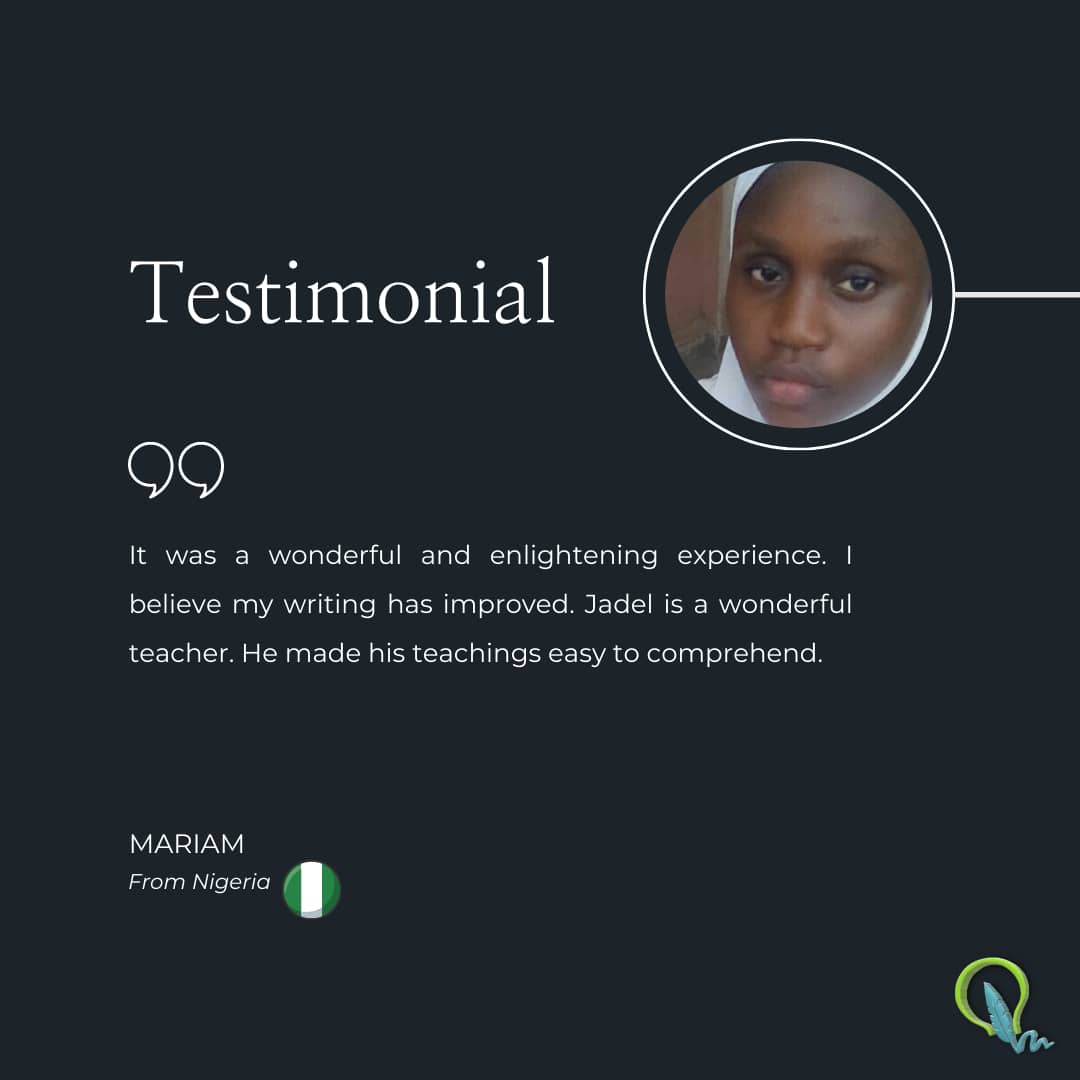 Testimonial
It was a wonderful and enlightening experience. I
believe my writing has improved. Jadel is a wonderful
teacher. He made his teachings easy to comprehend.
MARIAM
From Nigeria